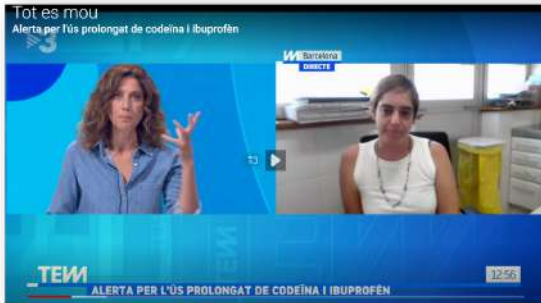 Tot es mou
Alerta per l'ús prolongat de codeïna i ibuprofèn
3
Barcelona
DIRECTE
TEM
12:56
ALERTA PER L'ÚS PROLONGAT DE CODEÏNA I IBUPROFÈN